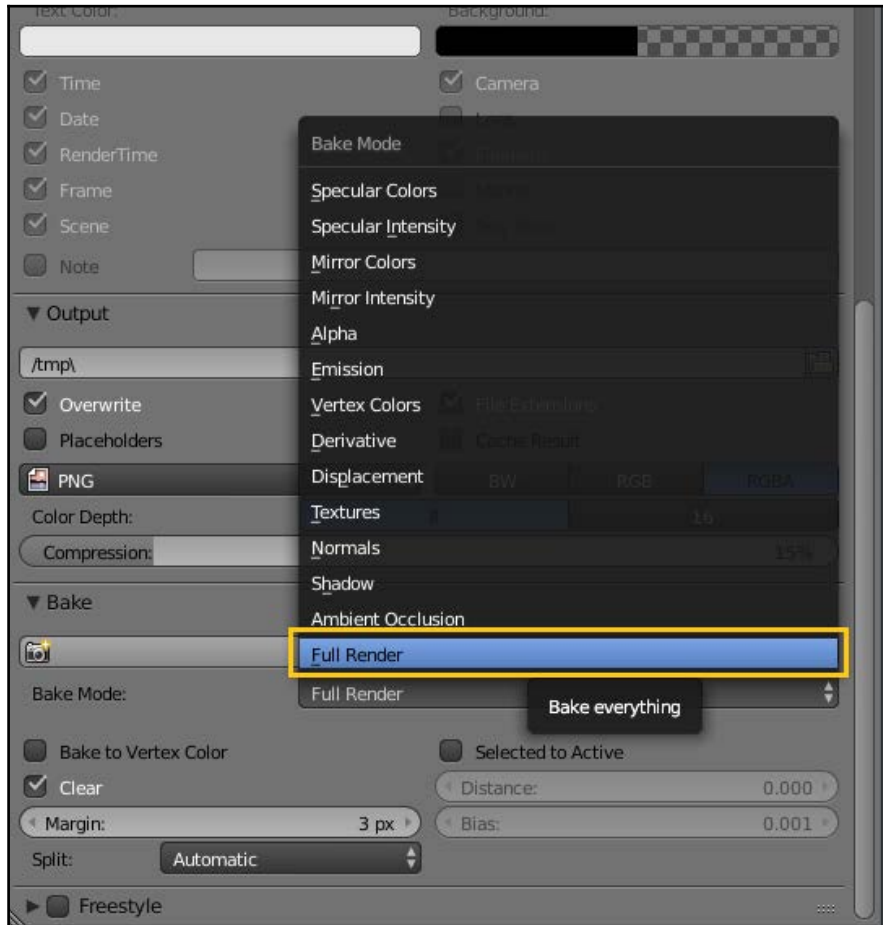 Text Color:
Background:
Time
Camera
Date
Lens
RenderTime
Bake Mode
Frame
Specular Colors
Scene
Specular Intensity
Note
Mirror Colors
Mirror Intensity
Output
Alpha
/tmp\
Emission
Overwrite
Vertex Colors
File Extensions
Placeholders
Derivative
Cache Result
PNG
Displacement
BW
RGB
RGBA
Color Depth:
Textures
8
16
Compression:
Normals
15%
Shadow
Bake
Ambient Occlusion
Full Render
Bake Mode:
Full Render
Bake everything
Bake to Vertex Color
Selected to Active
Clear
Distance: 0.000
Margin: 3 px
Bias: 0.001
Split: Automatic
Freestyle